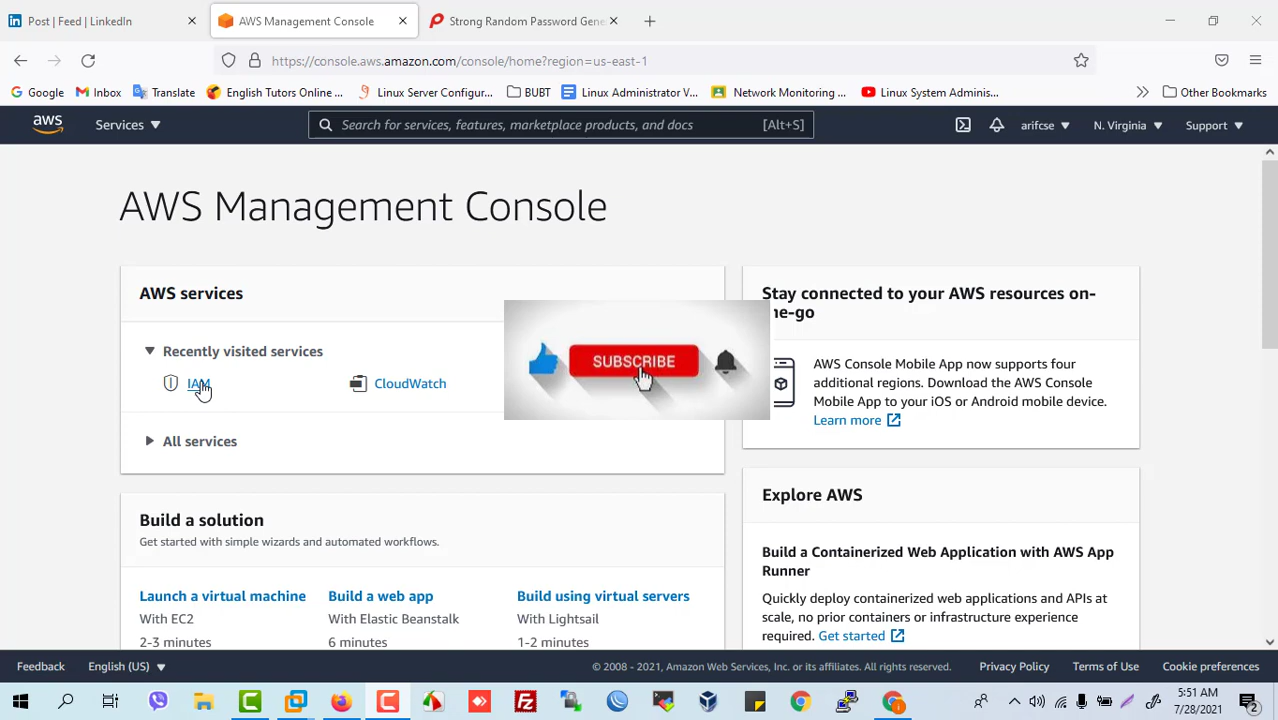 Post | Feed | LinkedIn
AWS Management Console
Strong Random Password Gene
https://console.aws.amazon.com/console/home?region=us-east-1
Google
Inbox
Translate
English Tutors Online ...
Linux Server Configur...
BUBT
Linux Administrator V...
Network Monitoring ...
Linux System Adminis...
Other Bookmarks
aws
Services
Search for services, features, marketplace products, and docs
[Alt+S]
arifcse
N. Virginia
Support
AWS Management Console
AWS services
Recently visited services
IAM
CloudWatch
All services
SUBSCRIBE
Stay connected to your AWS resources on-
the-go
AWS Console Mobile App now supports four
additional regions. Download the AWS Console
Mobile App to your iOS or Android mobile device.
Learn more
Build a solution
Get started with simple wizards and automated workflows.
Launch a virtual machine
With EC2
2-3 minutes
Build a web app
With Elastic Beanstalk
6 minutes
Build using virtual servers
With Lightsail
1-2 minutes
Explore AWS
Build a Containerized Web Application with AWS App
Runner
Quickly deploy containerized web applications and APIs at
scale, no prior containers or infrastructure experience
required. Get started
Feedback
English (US)
© 2008 - 2021, Amazon Web Services, Inc. or its affiliates. All rights reserved.
Privacy Policy
Terms of Use
Cookie preferences
5:51 AM
7/28/2021
2